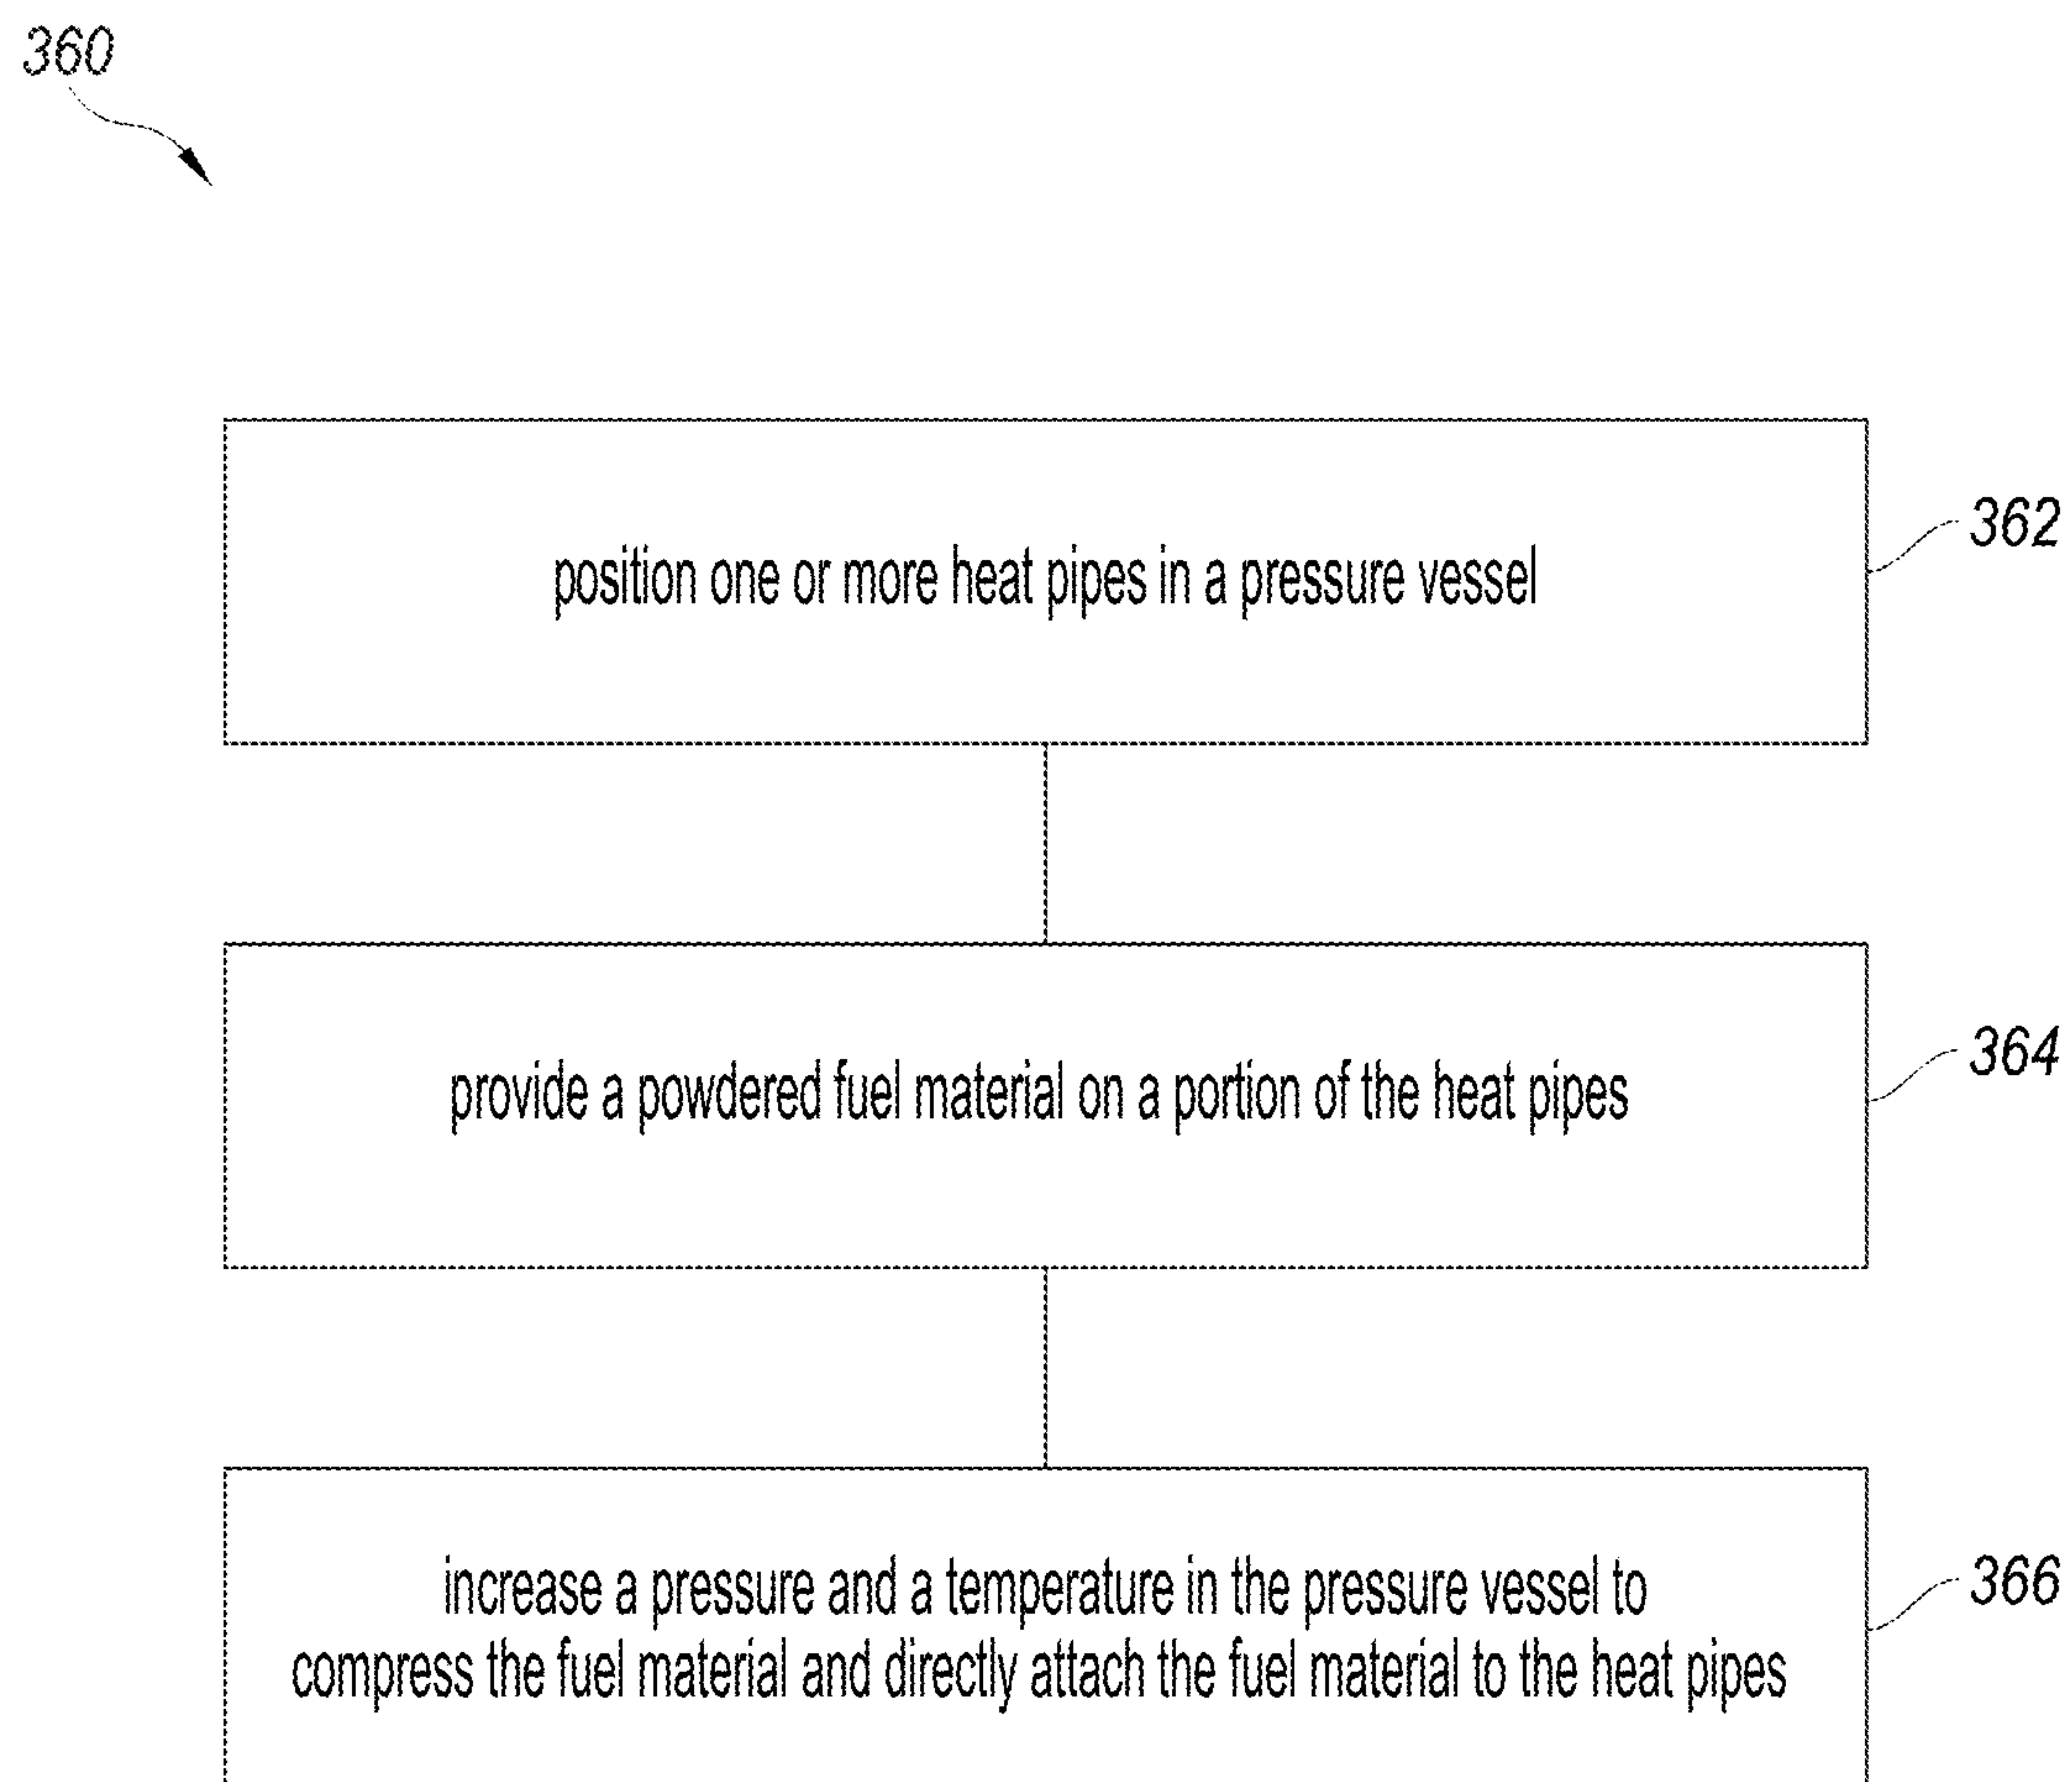 360
position one or more heat pipes in a pressure vessel
362
provide a powdered fuel material on a portion of the heat pipes
364
increase a pressure and a temperature in the pressure vessel to
compress the fuel material and directly attach the fuel material to the heat pipes
366